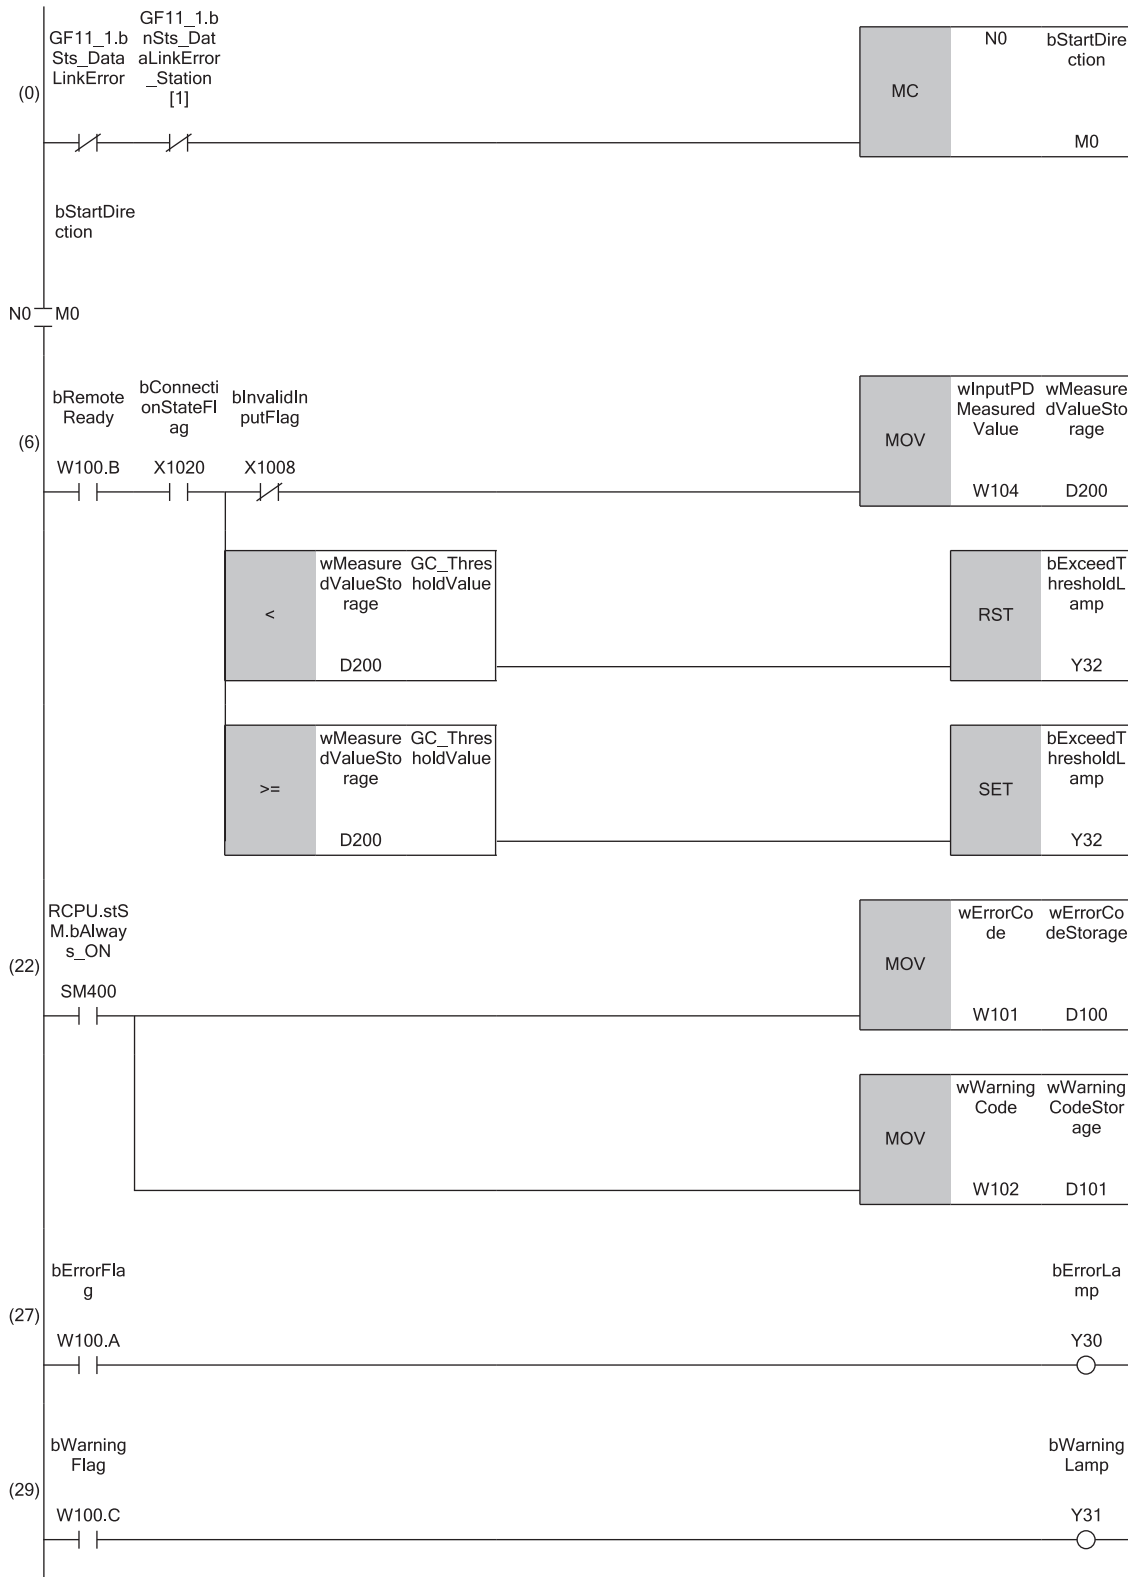 GF11_1.b
Sts_Data
LinkError
GF11_1.b
nSts_Dat
aLinkError
_Station
[1]
(0)
MC
N0
bStartDire
ction
M0
bStartDire
ction
N0
M0
bRemote
Ready
bConnecti
onStateFl
ag
bInvalidIn
putFlag
(6)
W100.B
X1020
X1008
MOV
wInputPD
Measured
Value
wMeasure
dValueSto
rage
W104
D200
<
wMeasure
dValueSto
rage
GC_Thres
holdValue
D200
RST
bExceedT
hresholdL
amp
Y32
>=
wMeasure
dValueSto
rage
GC_Thres
holdValue
D200
SET
bExceedT
hresholdL
amp
Y32
RCPU.stS
M.bAlway
s_ON
(22)
SM400
MOV
wErrorCo
de
wErrorCo
deStorage
W101
D100
MOV
wWarning
Code
wWarning
CodeStor
age
W102
D101
bErrorFla
g
bErrorLa
mp
(27)
W100.A
Y30
bWarning
Flag
bWarning
Lamp
(29)
W100.C
Y31